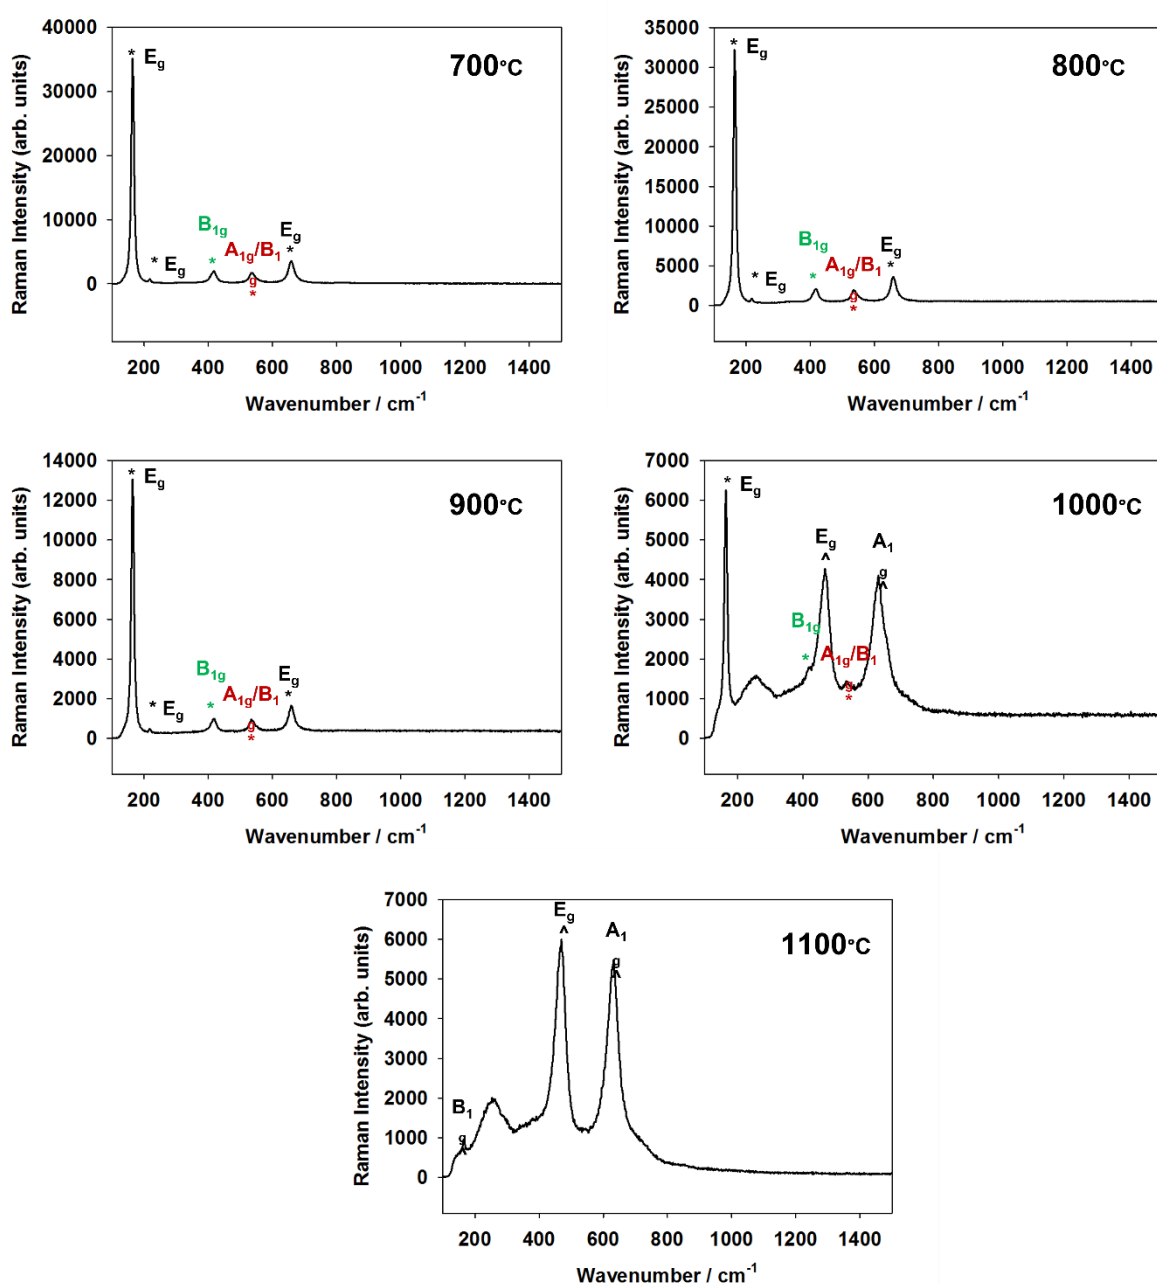 40000
30000
20000
10000
0
Raman Intensity (arb. units)
* Eg
700°C
* Eg
B1g
*
A1g/B1
g
*
Eg
*
200 400 600 800 1000 1200 1400
Wavenumber / cm-1
35000
30000
25000
20000
15000
10000
5000
0
Raman Intensity (arb. units)
* Eg
800°C
* Eg
B1g
*
A1g/B1
g
*
Eg
*
200 400 600 800 1000 1200 1400
Wavenumber / cm-1
14000
12000
10000
8000
6000
4000
2000
0
Raman Intensity (arb. units)
* Eg
900°C
* Eg
B1g
*
A1g/B1
g
*
Eg
*
200 400 600 800 1000 1200 1400
Wavenumber / cm-1
7000
6000
5000
4000
3000
2000
1000
0
Raman Intensity (arb. units)
* Eg
1000°C
B1g
*
Eg
^
A1g/B1
g
*
A1
g
^
200 400 600 800 1000 1200 1400
Wavenumber / cm-1
7000
6000
5000
4000
3000
2000
1000
0
Raman Intensity (arb. units)
B1
g
^
Eg
^
A1
g
^
1100°C
200 400 600 800 1000 1200 1400
Wavenumber / cm-1